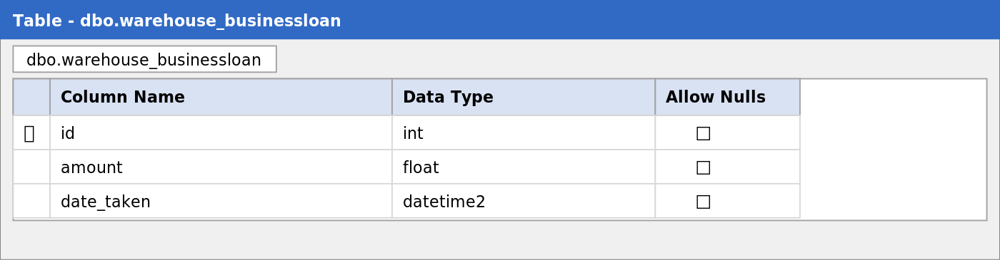 Table - dbo.warehouse_businessloan
dbo.warehouse_businessloan
Column Name Data Type Allow Nulls
id int
amount float
date_taken datetime2